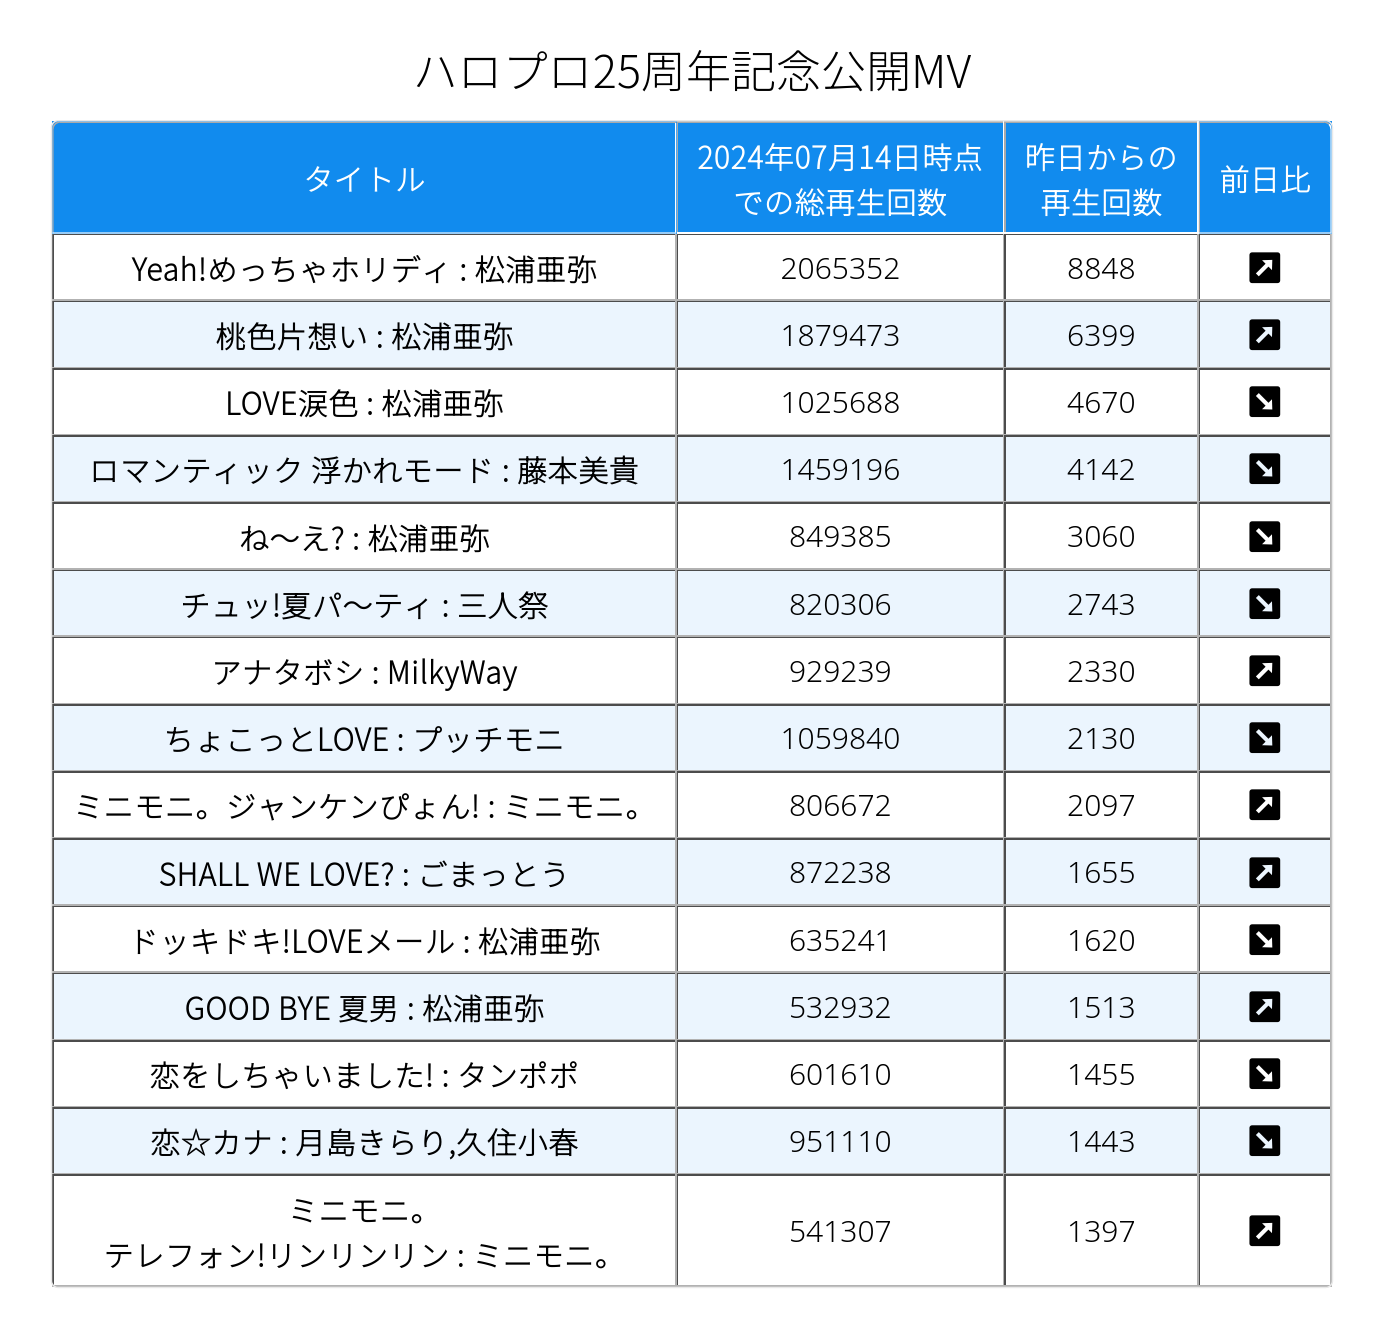 ハロプロ25周年記念公開MV
タイトル 2024年07月14日時点 昨日からの 前日比
での総再生回数 再生回数
Yeah!めっちゃホリディ : 松浦亜弥 2065352 8848
桃色片想い : 松浦亜弥 1879473 6399
LOVE涙色 : 松浦亜弥 1025688 4670
ロマンティック 浮かれモード : 藤本美貴 1459196 4142
ね〜え? : 松浦亜弥 849385 3060
チュッ!夏パ〜ティ : 三人祭 820306 2743
アナタボシ : MilkyWay 929239 2330
ちょこっとLOVE : プッチモニ 1059840 2130
ミニモニ。ジャンケンぴょん! : ミニモニ。 806672 2097
SHALL WE LOVE? : ごまっとう 872238 1655
ドッキドキ!LOVEメール : 松浦亜弥 635241 1620
GOOD BYE 夏男 : 松浦亜弥 532932 1513
恋をしちゃいました! : タンポポ 601610 1455
恋☆カナ : 月島きらり,久住小春 951110 1443
ミニモニ。
テレフォン!リンリンリン : ミニモニ。 541307 1397